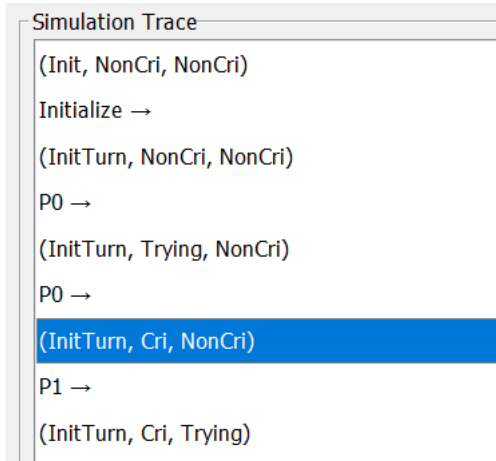 Simulation Trace
(Init, NonCri, NonCri)
Initialize →
(InitTurn, NonCri, NonCri)
P0 →
(InitTurn, Trying, NonCri)
P0 →
(InitTurn, Cri, NonCri)
P1 →
(InitTurn, Cri, Trying)